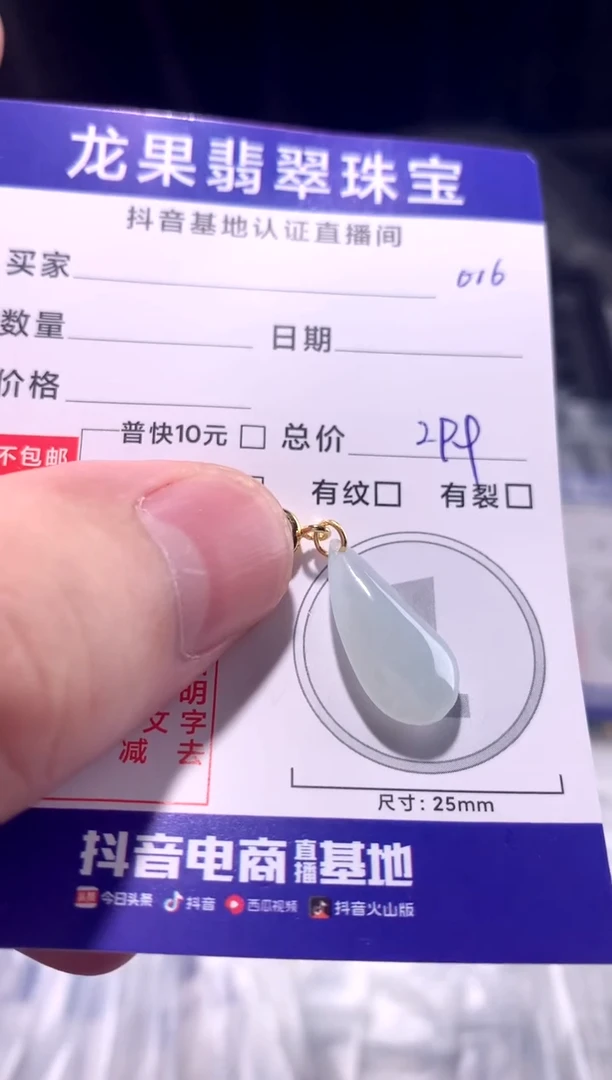 龙果翡翠珠宝
抖音基地认证直播间
买家 016
数量 日期
价格
普快10元 总价
不包邮
有纹 有裂
明
文字
减去
尺寸: 25mm
抖音电商直播基地
今日头条 抖音 西瓜视频 抖音火山版